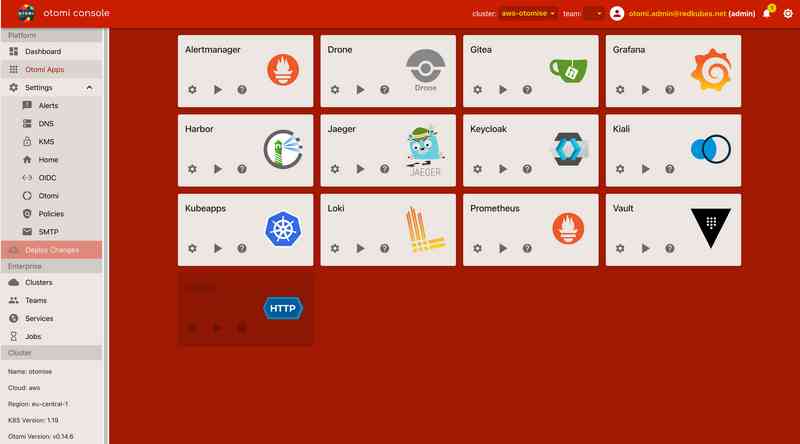 OTOMI
otomi console
cluster: aws-otomise
team:
otomi.admin@redkubes.net (admin)
1
Platform
Dashboard
Otomi Apps
Settings
Alerts
DNS
KMS
Home
OIDC
Otomi
Policies
SMTP
Deploy Changes
Enterprise
Clusters
Teams
Services
Jobs
Cluster
Name: otomise
Cloud: aws
Region: eu-central-1
K8S Version: 1.19
Otomi Version: v0.14.6
Alertmanager
Drone
Drone
Gitea
Grafana
Harbor
Jaeger
JAEGER
Keycloak
Kiali
Kubeapps
Loki
Prometheus
Vault
HTTP